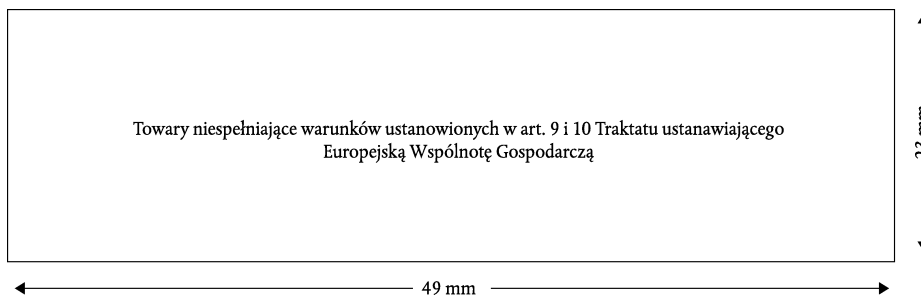 Towary niespełniające warunków ustanowionych w art. 9 i 10 Traktatu ustanawiającego
Europejską Wspólnotę Gospodarczą
49 mm